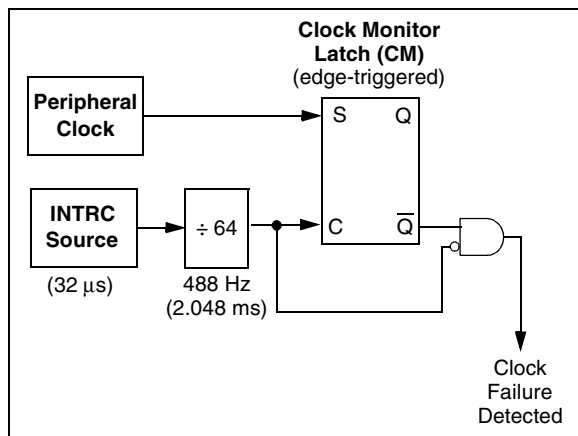 Clock Monitor
Latch (CM)
(edge-triggered)
Peripheral
Clock
S
Q
INTRC
Source
÷ 64
C
Q̅
(32 μs)
488 Hz
(2.048 ms)
Clock
Failure
Detected